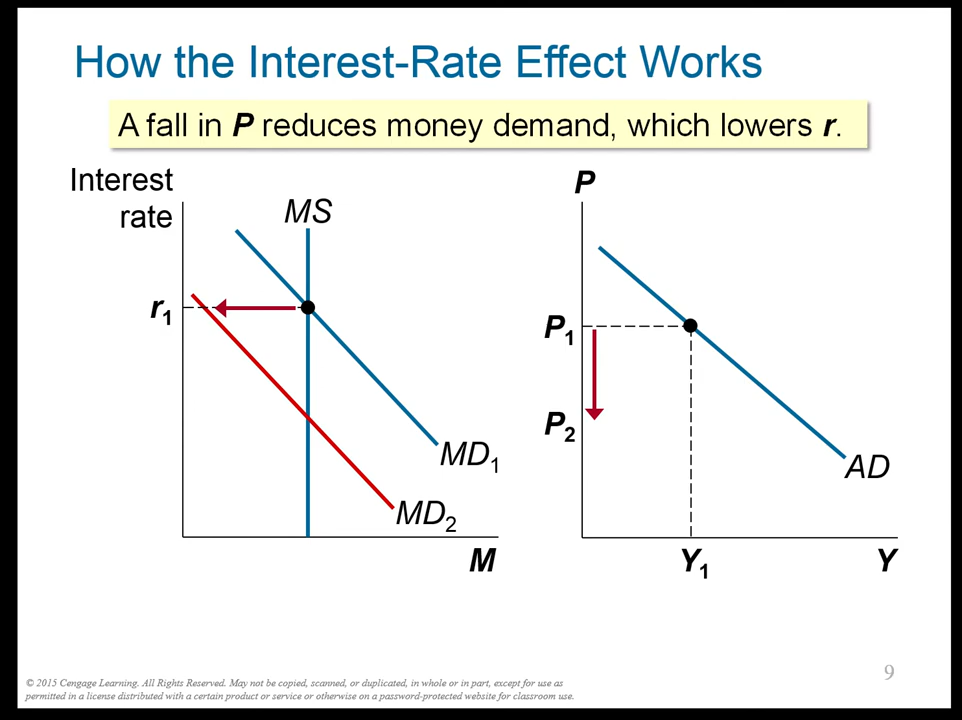 How the Interest-Rate Effect Works
A fall in P reduces money demand, which lowers r.
Interest
rate
MS
r1
MD1
MD2
M
P
P1
P2
AD
Y1
Y
9
© 2015 Cengage Learning. All Rights Reserved. May not be copied, scanned, or duplicated, in whole or in part, except for use as
permitted in a license distributed with a certain product or service or otherwise on a password-protected website for classroom use.